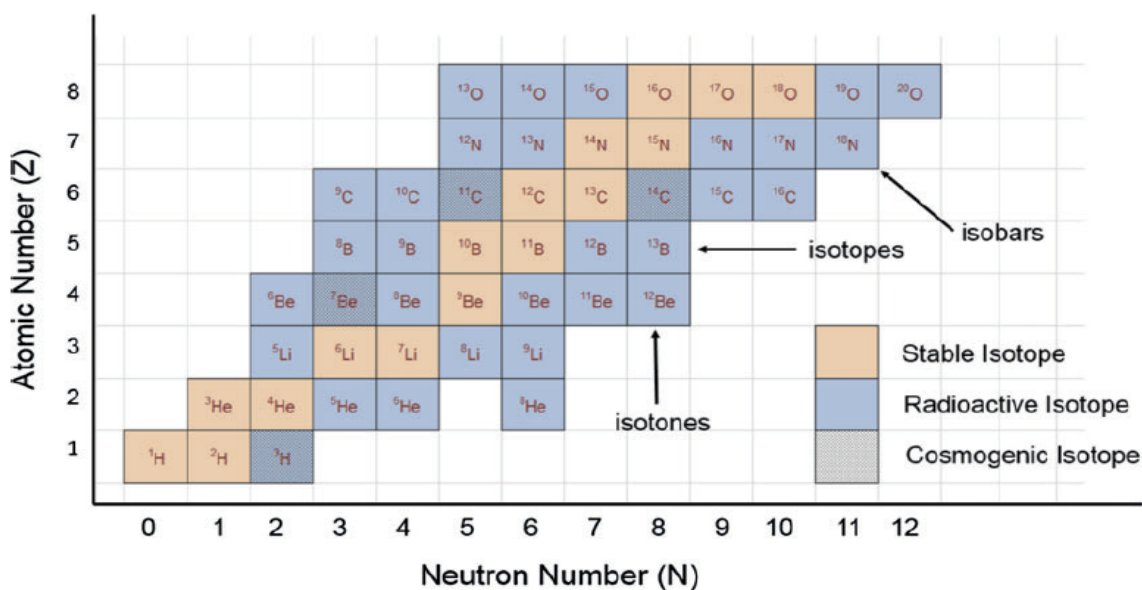 Atomic Number (Z)
8
¹³O ¹⁴O ¹⁵O ¹⁶O ¹⁷O ¹⁸O ¹⁹O ²⁰O
7
¹²N ¹³N ¹⁴N ¹⁵N ¹⁶N ¹⁷N ¹⁸N
6
⁹C ¹⁰C ¹¹C ¹²C ¹³C ¹⁴C ¹⁵C ¹⁶C
isobars
5
⁸B ⁹B ¹⁰B ¹¹B ¹²B ¹³B
isotopes
4
⁶Be ⁷Be ⁸Be ⁹Be ¹⁰Be ¹¹Be ¹²Be
3
⁵Li ⁶Li ⁷Li ⁸Li ⁹Li
Stable Isotope
2
³He ⁴He ⁵He ⁶He ⁸He
Radioactive Isotope
isotones
1
¹H ²H ³H
Cosmogenic Isotope
0 1 2 3 4 5 6 7 8 9 10 11 12
Neutron Number (N)